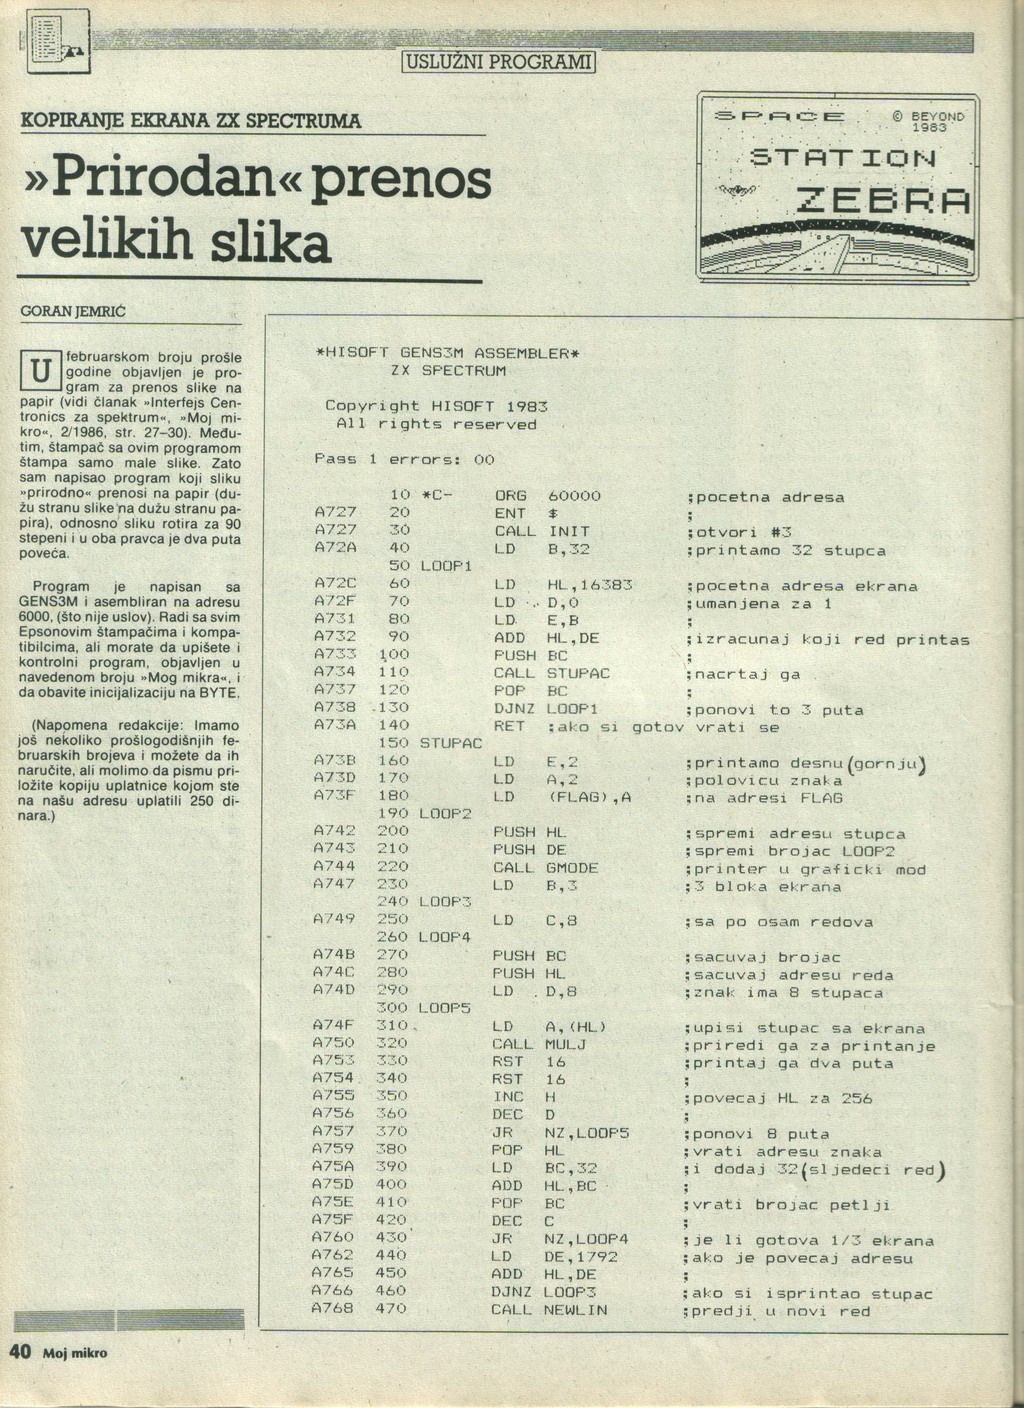 USLUŽNI PROGRAMI
KOPIRANJE EKRANA ZX SPECTRUMA
»Prirodan« prenos
velikih slika
SPACE © BEYOND
1983
STATION
ZEBRA
GORAN JEMRIĆ
U februarskom broju prošle
godine objavljen je pro-
gram za prenos slike na
papir (vidi članak »Interfejs Cen-
tronics za spektrum«, »Moj mi-
kro«, 2/1986, str. 27–30). Među-
tim, štampač sa ovim programom
štampa samo male slike. Zato
sam napisao program koji sliku
»prirodno« prenosi na papir (du-
žu stranu slike na dužu stranu pa-
pira), odnosno sliku rotira za 90
stepeni i u oba pravca je dva puta
poveća.
Program je napisan sa
GENS3M i asembliran na adresu
6000, (što nije uslov). Radi sa svim
Epsonovim štampačima i kompa-
tibilcima, ali morate da upišete i
kontrolni program, objavljen u
navedenom broju »Mog mikra«, i
da obavite inicijalizaciju na BYTE.
(Napomena redakcije: Imamo
još nekoliko prošlogodišnjih fe-
bruarskih brojeva i možete da ih
naručite, ali molimo da pismu pri-
ložite kopiju uplatnice kojom ste
na našu adresu uplatili 250 di-
nara.)
*HISOFT GENS3M ASSEMBLER*
ZX SPECTRUM
Copyright HISOFT 1983
All rights reserved
Pass 1 errors: 00
10 *C- ORG 60000 ;pocetna adresa
A727 20 ENT $ ;
A727 30 CALL INIT ;otvori #3
A72A 40 LD B,32 ;printamo 32 stupca
50 LOOP1
A72C 60 LD HL,16383 ;pocetna adresa ekrana
A72F 70 LD D,0 ;umanjena za 1
A731 80 LD E,B ;
A732 90 ADD HL,DE ;izracunaj koji red printas
A733 100 PUSH BC ;
A734 110 CALL STUPAC ;nacrtaj ga
A737 120 POP BC ;
A738 130 DJNZ LOOP1 ;ponovi to 3 puta
A73A 140 RET ;ako si gotov vrati se
150 STUPAC
A73B 160 LD E,2 ;printamo desnu(gornju)
A73D 170 LD A,2 ;polovicu znaka
A73F 180 LD (FLAG),A ;na adresi FLAG
190 LOOP2
A742 200 PUSH HL ;spremi adresu stupca
A743 210 PUSH DE ;spremi brojac LOOP2
A744 220 CALL GMODE ;printer u graficki mod
A747 230 LD B,3 ;3 bloka ekrana
240 LOOP3
A749 250 LD C,8 ;sa po osam redova
260 LOOP4
A74B 270 PUSH BC ;sacuvaj brojac
A74C 280 PUSH HL ;sacuvaj adresu reda
A74D 290 LD D,8 ;znak ima 8 stupaca
300 LOOP5
A74F 310 LD A,(HL) ;upisi stupac sa ekrana
A750 320 CALL MULJ ;priredi ga za printanje
A753 330 RST 16 ;printaj ga dva puta
A754 340 RST 16 ;
A755 350 INC H ;povecaj HL za 256
A756 360 DEC D ;
A757 370 JR NZ,LOOP5 ;ponovi 8 puta
A759 380 POP HL ;vrati adresu znaka
A75A 390 LD BC,32 ;i dodaj 32(sljedeci red)
A75D 400 ADD HL,BC ;
A75E 410 POP BC ;vrati brojac petlji
A75F 420 DEC C ;
A760 430 JR NZ,LOOP4 ;je li gotova 1/3 ekrana
A762 440 LD DE,1792 ;ako je povecaj adresu
A765 450 ADD HL,DE ;
A766 460 DJNZ LOOP3 ;ako si isprintao stupac
A768 470 CALL NEWLIN ;predji u novi red
40 Moj mikro